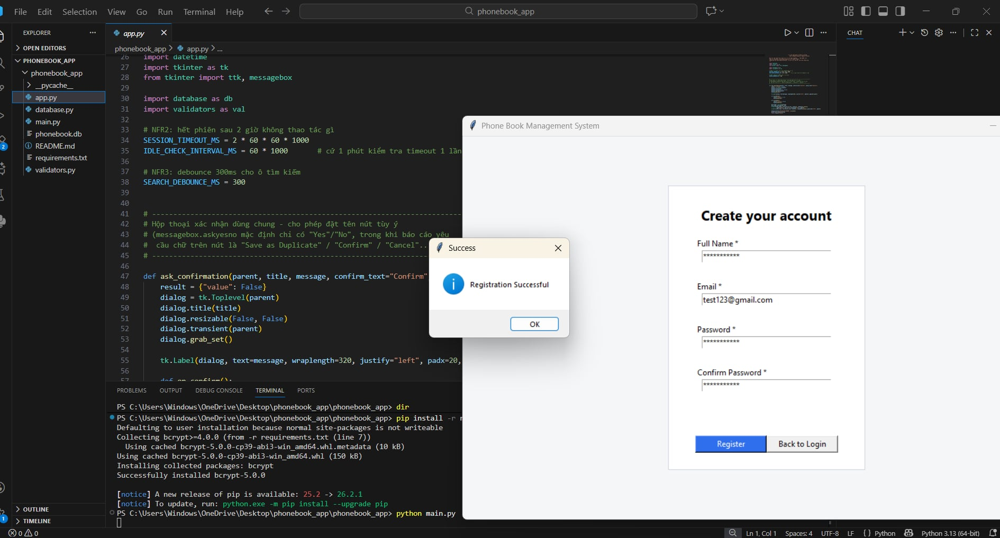 File Edit Selection View Go Run Terminal Help
phonebook_app
EXPLORER
OPEN EDITORS
PHONEBOOK_APP
phonebook_app
__pycache__
app.py
database.py
main.py
phonebook.db
README.md
requirements.txt
validators.py
OUTLINE
TIMELINE
2
1
app.py
phonebook_app > app.py > ...
26 import datetime
27 import tkinter as tk
28 from tkinter import ttk, messagebox
29
30 import database as db
31 import validators as val
32
33 # NFR2: hết phiên sau 2 giờ không thao tác gì
34 SESSION_TIMEOUT_MS = 2 * 60 * 60 * 1000
35 IDLE_CHECK_INTERVAL_MS = 60 * 1000 # cứ 1 phút kiểm tra timeout 1 lần
36
37 # NFR3: debounce 300ms cho ô tìm kiếm
38 SEARCH_DEBOUNCE_MS = 300
39
40
41 # -------------------------------------------------------------------------
42 # Hộp thoại xác nhận dùng chung - cho phép đặt tên nút tùy ý
43 # (messagebox.askyesno mặc định chỉ có "Yes"/"No", trong khi báo cáo yêu
44 # cầu chữ trên nút là "Save as Duplicate" / "Confirm" / "Cancel"..
45 # -----------------------------------------------------------------
46
47 def ask_confirmation(parent, title, message, confirm_text="Confirm"
48 result = {"value": False}
49 dialog = tk.Toplevel(parent)
50 dialog.title(title)
51 dialog.resizable(False, False)
52 dialog.transient(parent)
53 dialog.grab_set()
54
55 tk.Label(dialog, text=message, wraplength=320, justify="left", padx=20,
56
57 def on_confirm():
PROBLEMS OUTPUT DEBUG CONSOLE TERMINAL PORTS
PS C:\Users\Windows\OneDrive\Desktop\phonebook_app\phonebook_app> dir
PS C:\Users\Windows\OneDrive\Desktop\phonebook_app\phonebook_app> pip install -r
Defaulting to user installation because normal site-packages is not writeable
Collecting bcrypt>=4.0.0 (from -r requirements.txt (line 7))
Using cached bcrypt-5.0.0-cp39-abi3-win_amd64.whl.metadata (10 kB)
Using cached bcrypt-5.0.0-cp39-abi3-win_amd64.whl (150 kB)
Installing collected packages: bcrypt
Successfully installed bcrypt-5.0.0
[notice] A new release of pip is available: 25.2 -> 26.2.1
[notice] To update, run: python.exe -m pip install --upgrade pip
PS C:\Users\Windows\OneDrive\Desktop\phonebook_app\phonebook_app> python main.py
CHAT
Phone Book Management System
Create your account
Full Name *
***********
Email *
test123@gmail.com
Password *
***********
Confirm Password *
***********
Register Back to Login
Success
Registration Successful
OK
0 0
Ln 1, Col 1 Spaces: 4 UTF-8 LF { } Python Python 3.13 (64-bit)